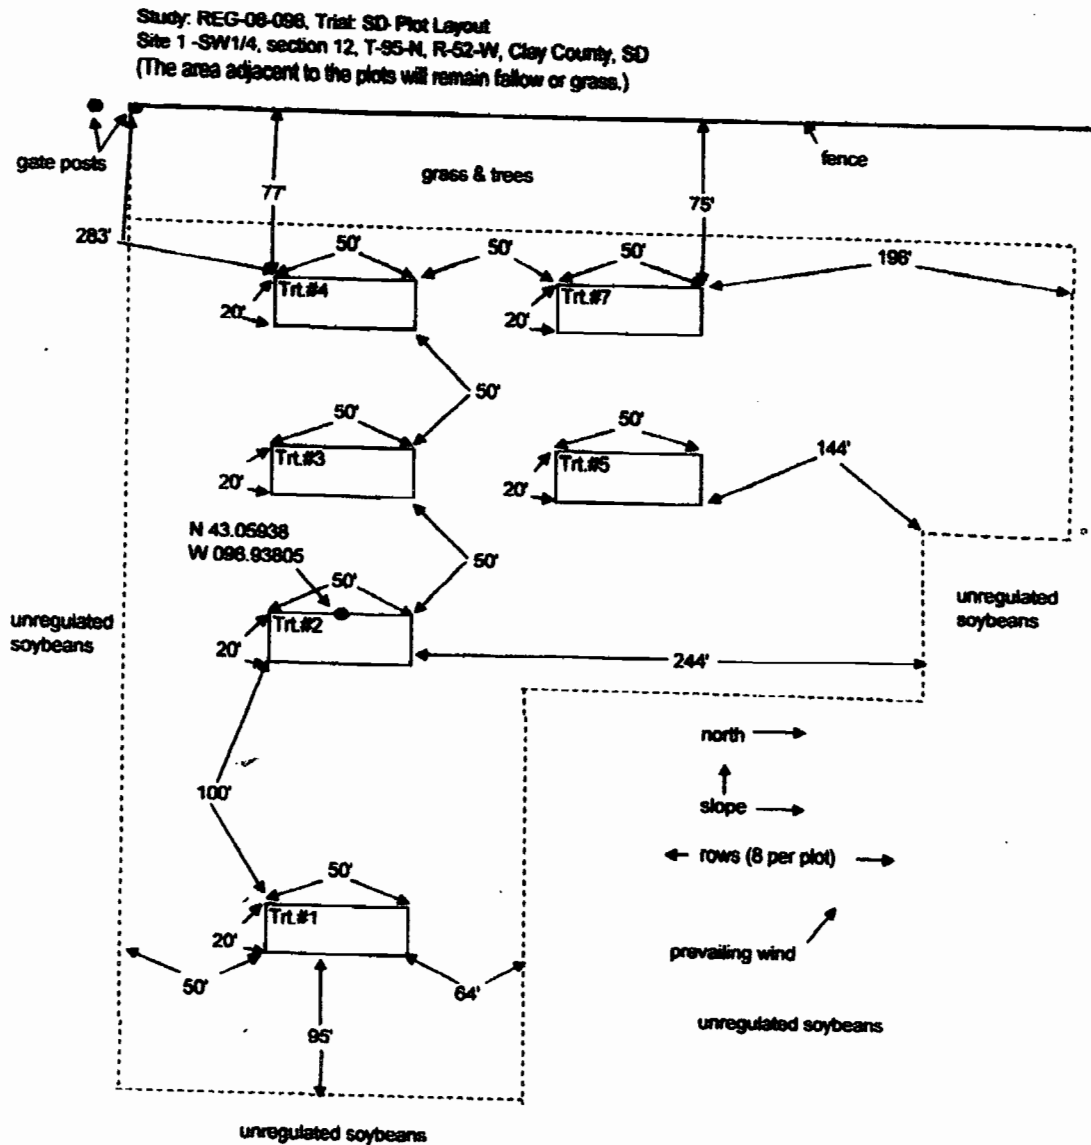 Study: REG-08-098, Trial: SD Plot Layout
Site 1 -SW1/4, section 12, T-95-N, R-52-W, Clay County, SD
(The area adjacent to the plots will remain fallow or grass.)
gate posts
grass & trees
fence
77'
75'
283'
50'
50'
50'
196'
Trt.#4
Trt.#7
20'
20'
50'
50'
50'
144'
Trt.#3
Trt.#5
20'
20'
N 43.05938
W 096.93805
50'
50'
unregulated
soybeans
unregulated
soybeans
Trt.#2
20'
244'
north
100'
slope
rows (8 per plot)
50'
Trt.#1
20'
prevailing wind
50'
64'
95'
unregulated soybeans
unregulated soybeans